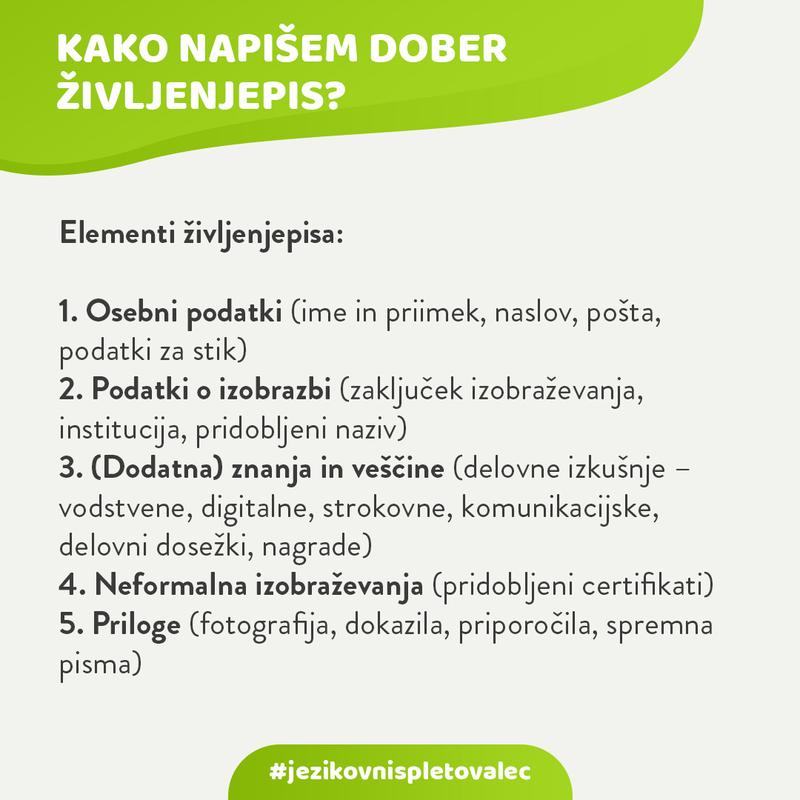 KAKO NAPIŠEM DOBER
ŽIVLJENJEPIS?
Elementi življenjepisa:
1. Osebni podatki (ime in priimek, naslov, pošta,
podatki za stik)
2. Podatki o izobrazbi (zaključek izobraževanja,
institucija, pridobljeni naziv)
3. (Dodatna) znanja in veščine (delovne izkušnje –
vodstvene, digitalne, strokovne, komunikacijske,
delovni dosežki, nagrade)
4. Neformalna izobraževanja (pridobljeni certifikati)
5. Priloge (fotografija, dokazila, priporočila, spremna
pisma)
#jezikovnispletovalec